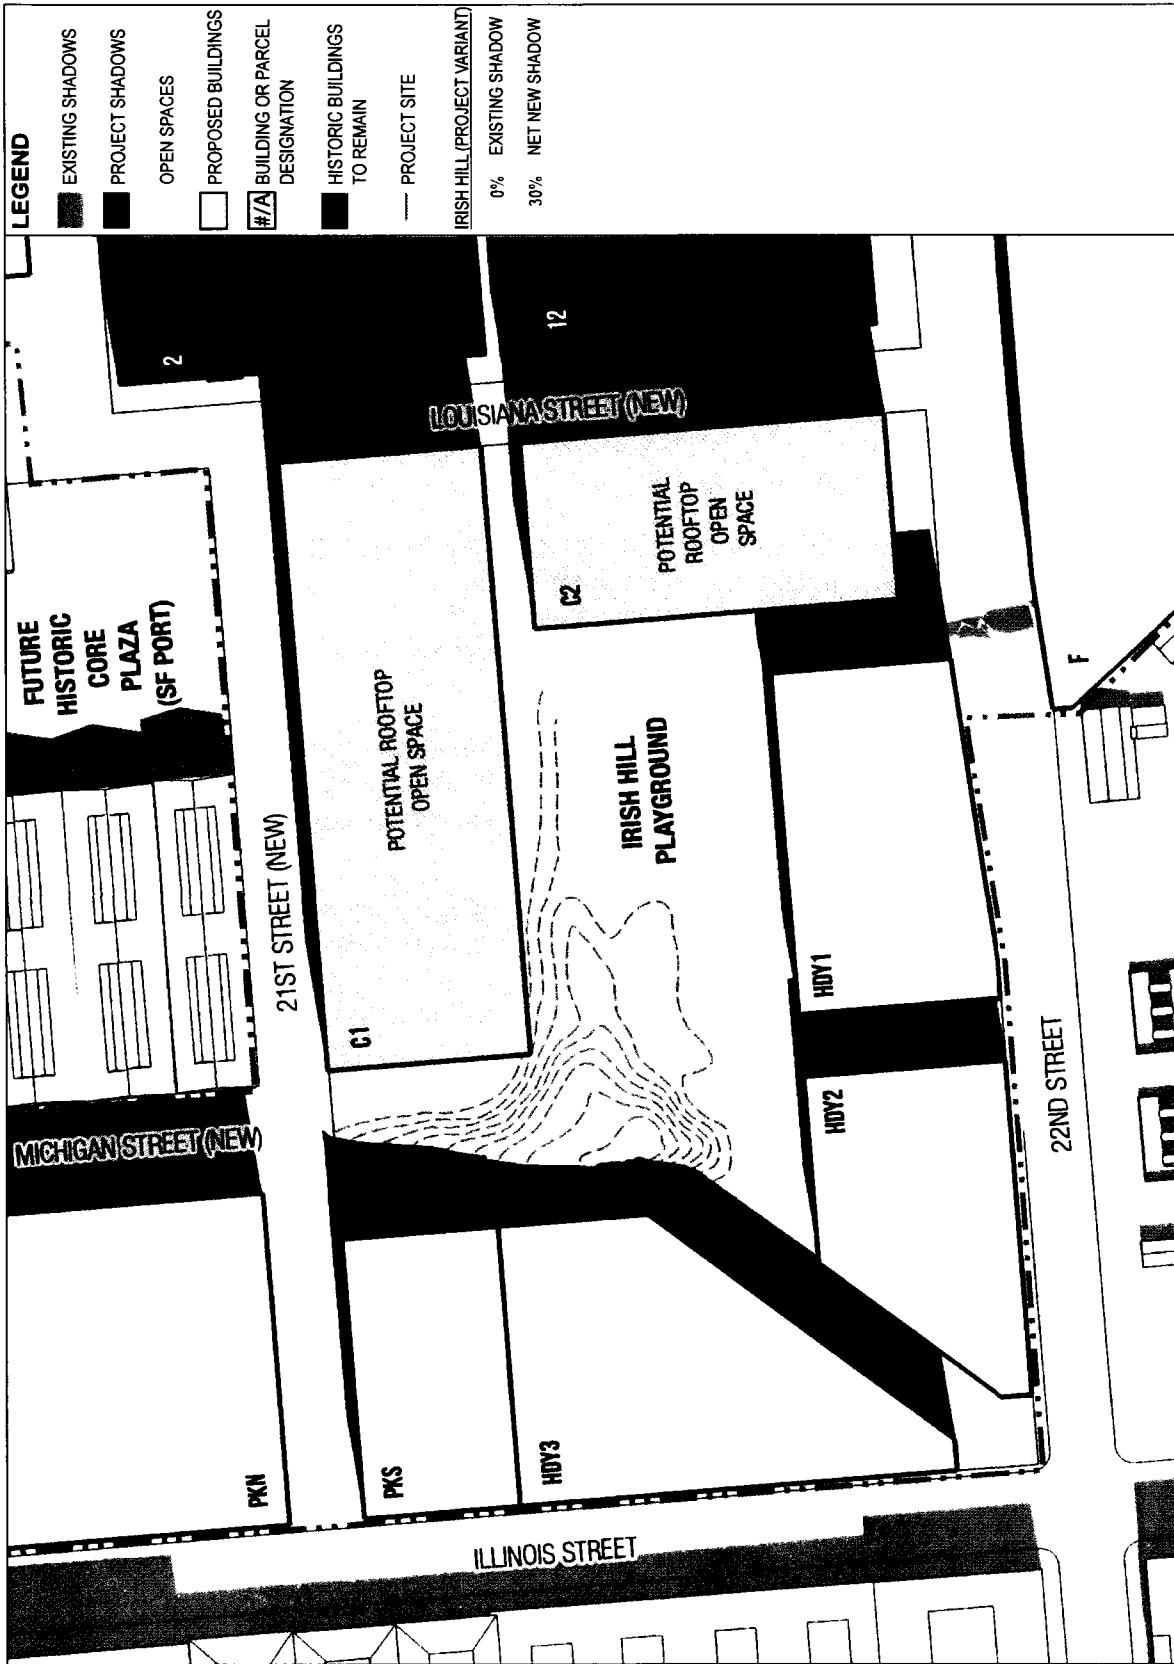 LEGEND
EXISTING SHADOWS
PROJECT SHADOWS
OPEN SPACES
PROPOSED BUILDINGS
#/A BUILDING OR PARCEL
DESIGNATION
HISTORIC BUILDINGS
TO REMAIN
PROJECT SITE
IRISH HILL (PROJECT VARIANT)
0% EXISTING SHADOW
30% NET NEW SHADOW
FUTURE
HISTORIC
CORE
PLAZA
(SF PORT)
2
12
LOUISIANA STREET (NEW)
21ST STREET (NEW)
MICHIGAN STREET (NEW)
POTENTIAL ROOFTOP
OPEN SPACE
C1
POTENTIAL
ROOFTOP
OPEN
SPACE
C2
IRISH HILL
PLAYGROUND
F
HDY1
HDY2
22ND STREET
PKN
PKS
HDY3
ILLINOIS STREET